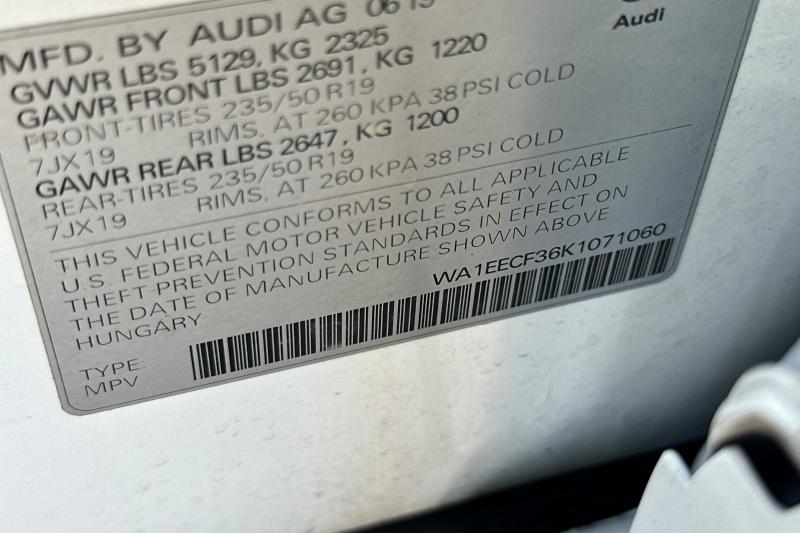 MFD. BY AUDI AG 06 19
Audi
GVWR LBS 5129, KG 2325
GAWR FRONT LBS 2691, KG 1220
FRONT-TIRES 235/50 R19
7JX19 RIMS, AT 260 KPA 38 PSI COLD
GAWR REAR LBS 2647, KG 1200
REAR-TIRES 235/50 R19
7JX19 RIMS, AT 260 KPA 38 PSI COLD
THIS VEHICLE CONFORMS TO ALL APPLICABLE
U.S. FEDERAL MOTOR VEHICLE SAFETY AND
THEFT PREVENTION STANDARDS IN EFFECT ON
THE DATE OF MANUFACTURE SHOWN ABOVE.
HUNGARY
WA1EECF36K1071060
TYPE:
MPV